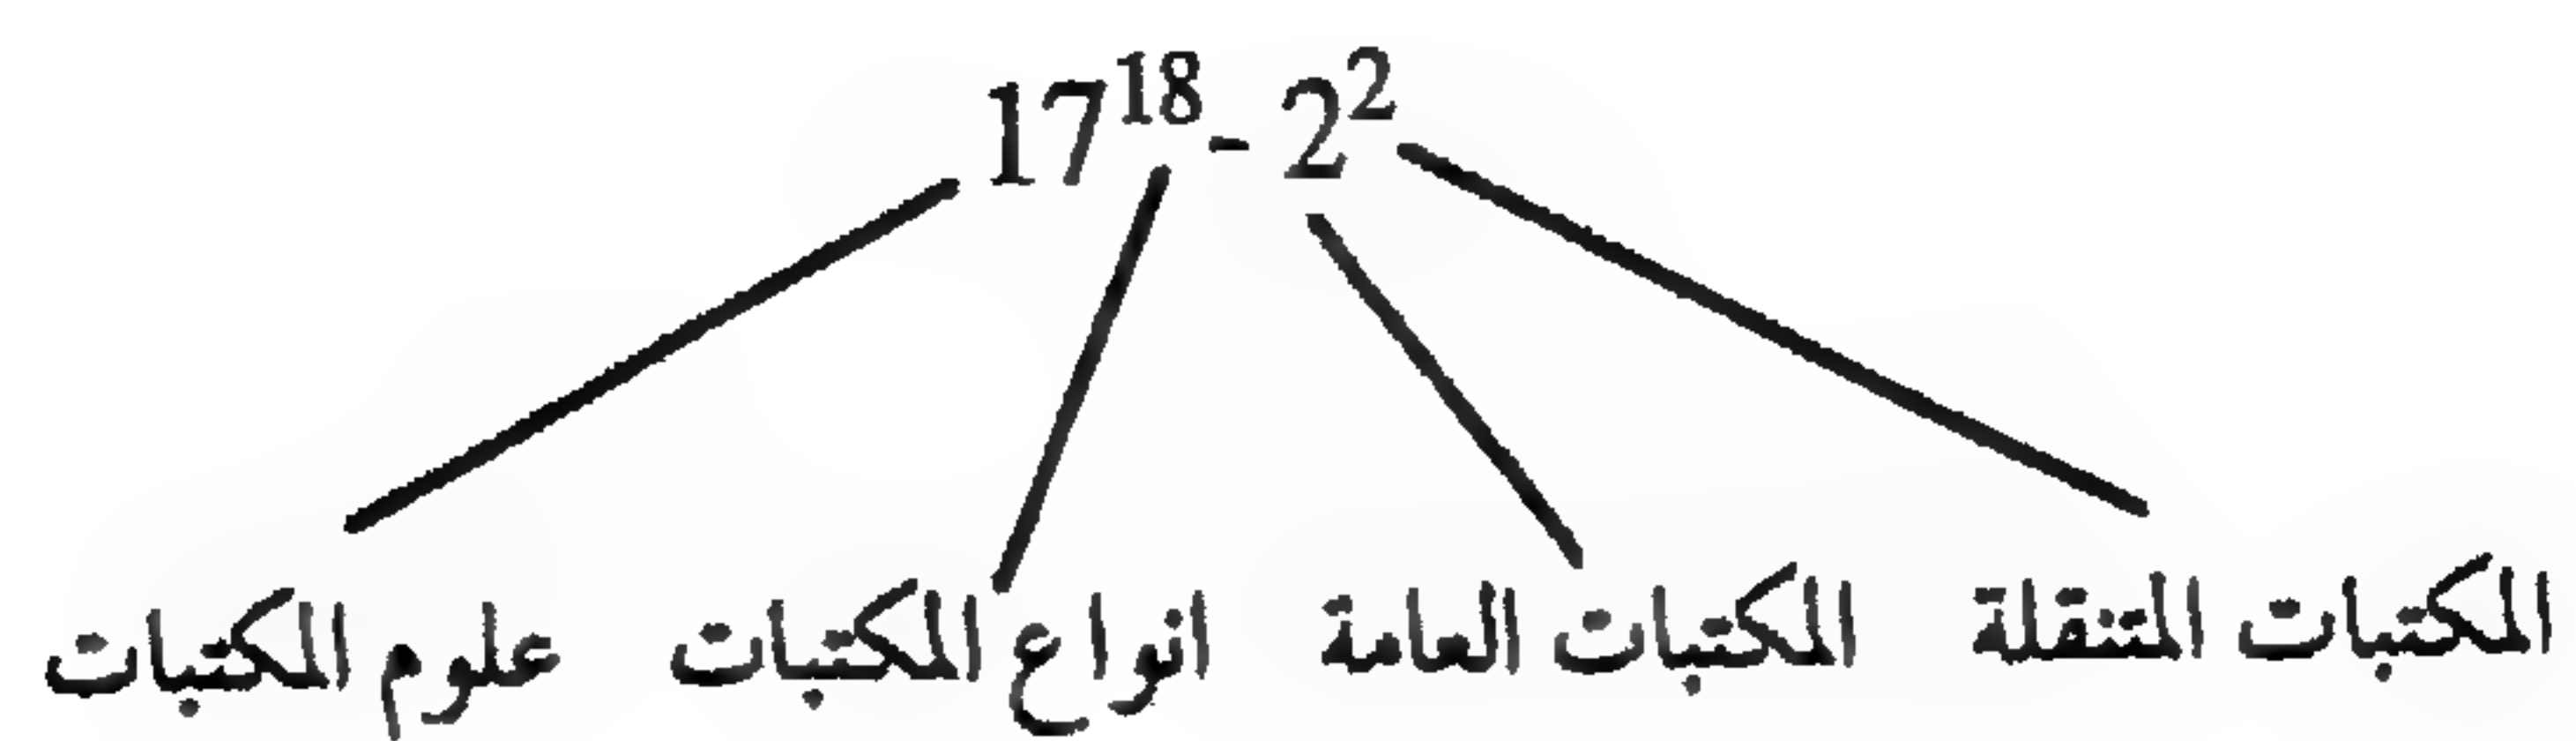 17¹⁸ - 2²
المكتبات المتنقلة المكتبات العامة انواع المكتبات علوم المكتبات